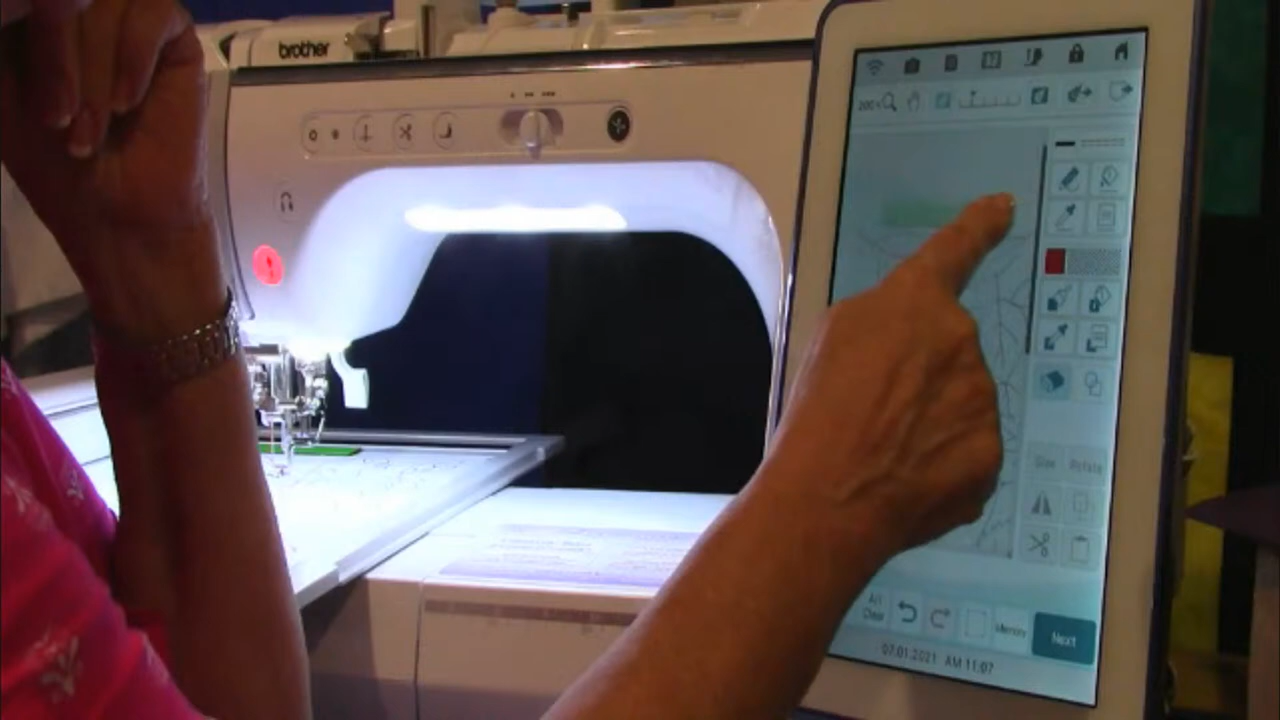 brother
200%
Size Rotate
All
Clear
Memory
Next
07.01.2021 AM 11:07